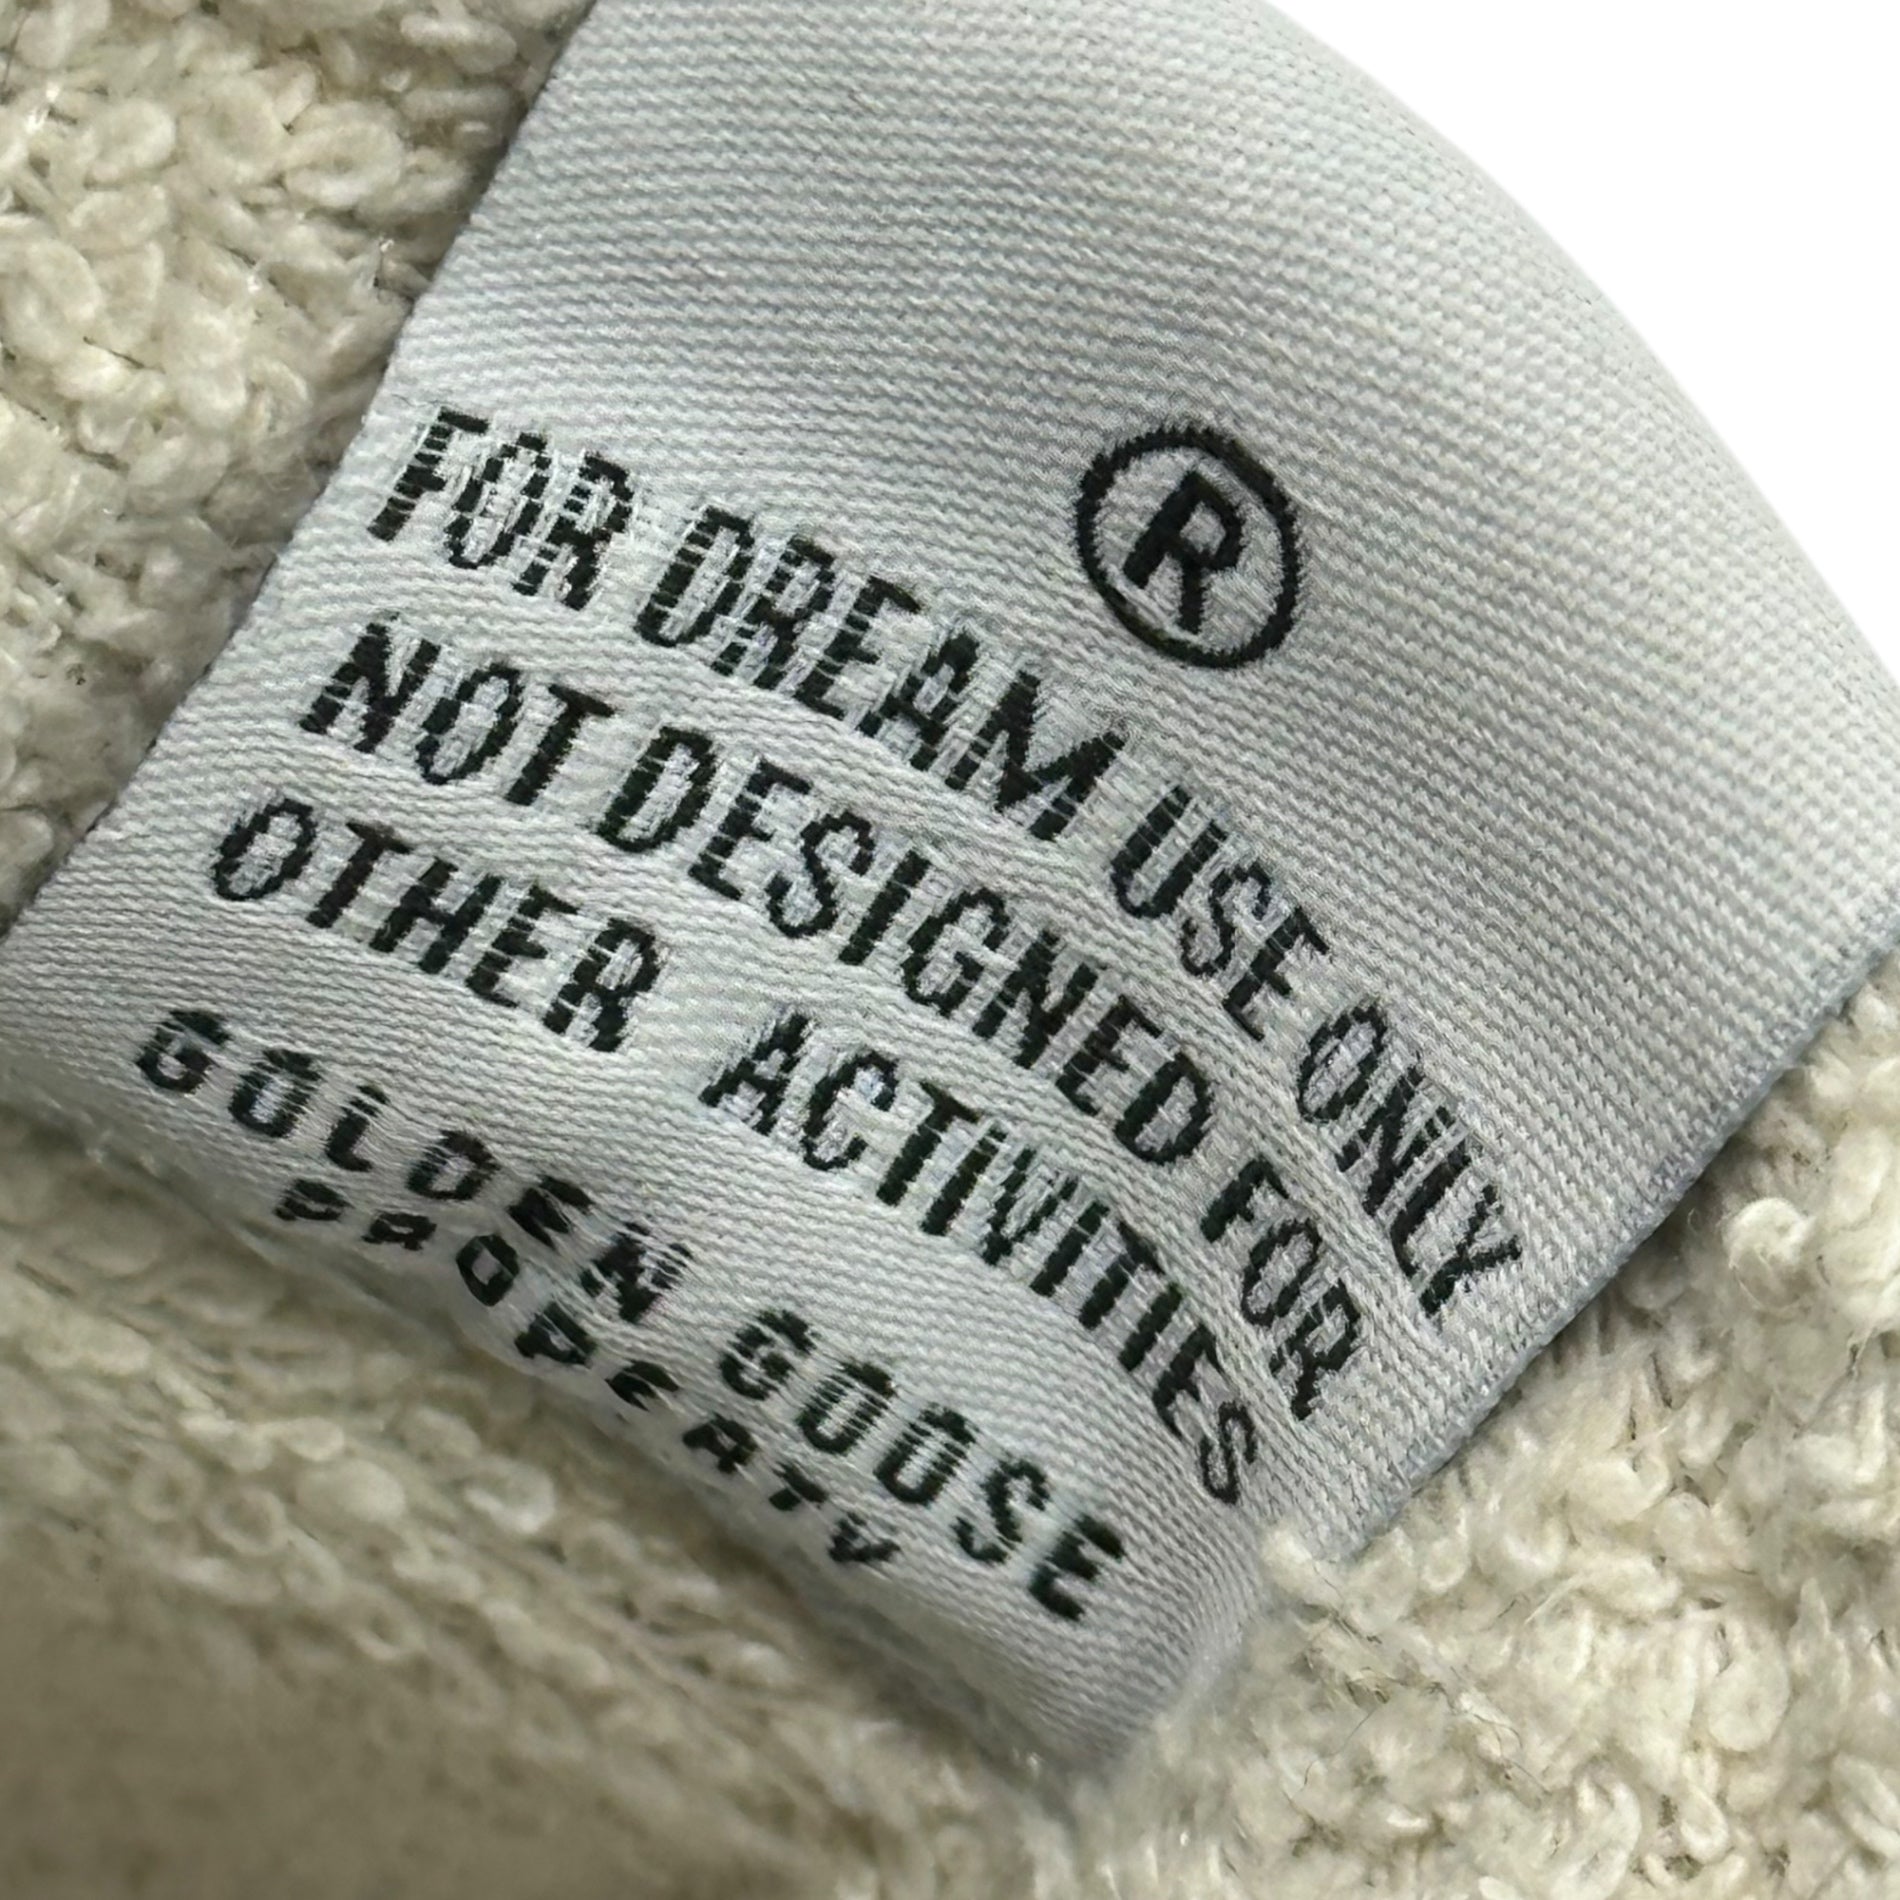 ®
FOR DREAM USE ONLY
NOT DESIGNED FOR
OTHER ACTIVITIES
GOLDEN GOOSE
PROPERTY